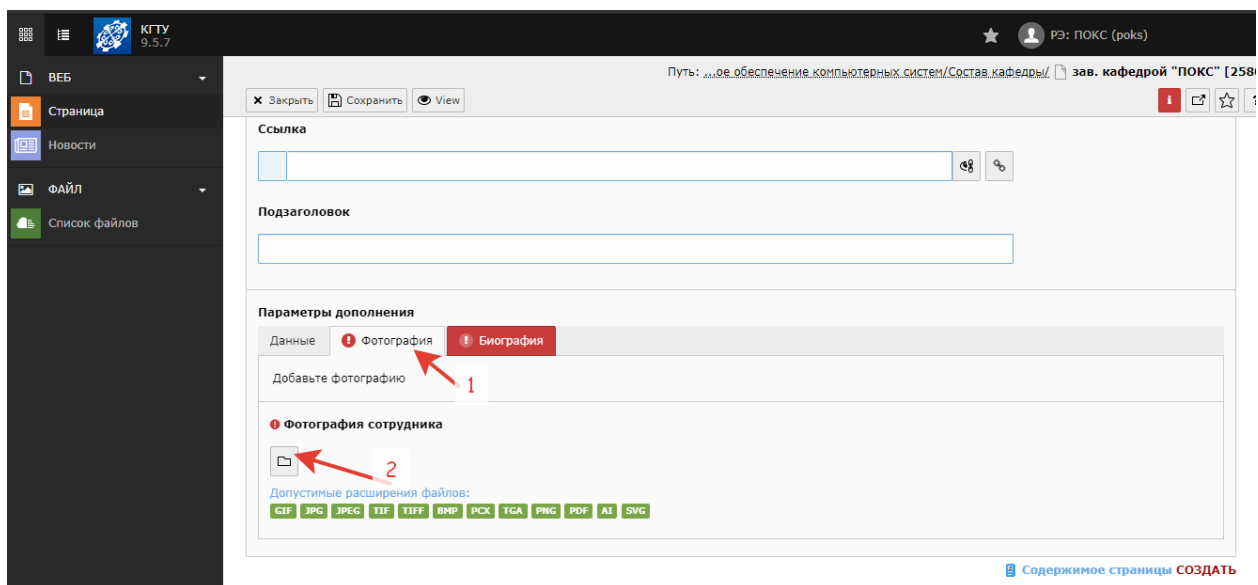 КГТУ
9.5.7
РЭ: ПОКС (poks)
ВЕБ
Страница
Новости
ФАЙЛ
Список файлов
Путь: ...ое обеспечение компьютерных систем/Состав кафедры/ зав. кафедрой "ПОКС" [258
Закрыть Сохранить View
Ссылка
Подзаголовок
Параметры дополнения
Данные Фотография Биография
Добавьте фотографию
1
Фотография сотрудника
2
Допустимые расширения файлов:
GIF JPG JPEG TIF TIFF BMP PCX TGA PNG PDF AI SVG
Содержимое страницы СОЗДАТЬ